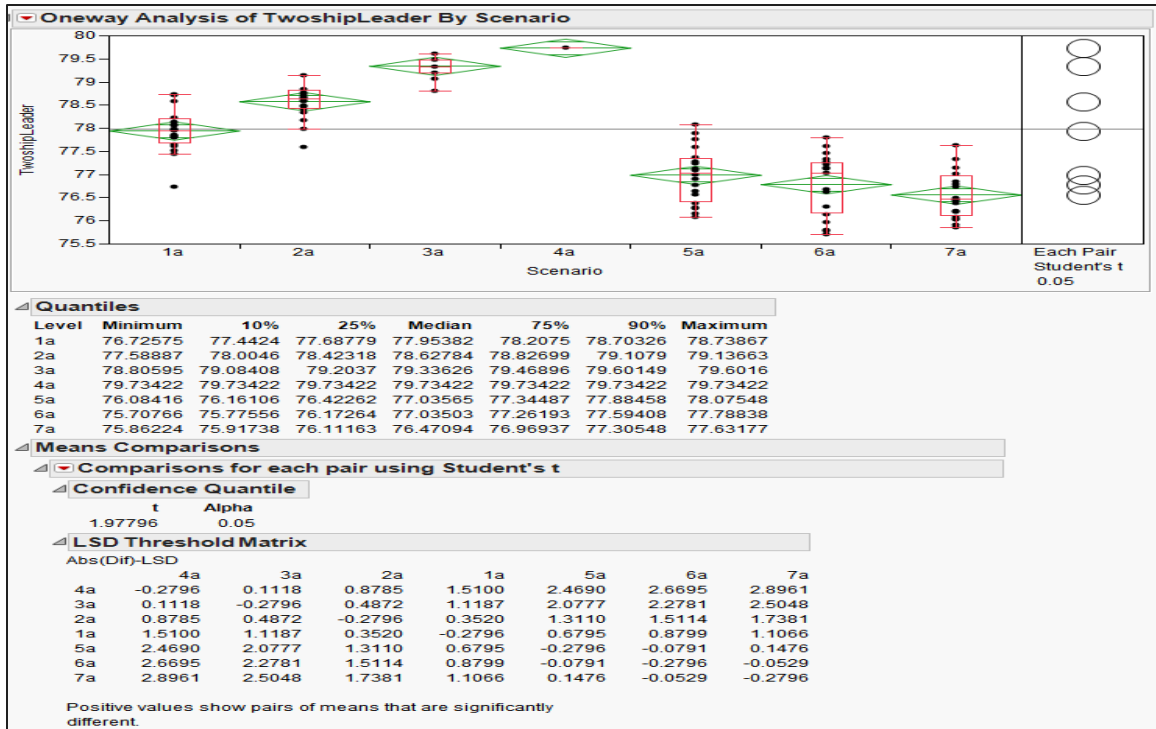 Oneway Analysis of TwoshipLeader By Scenario
80
79.5
79
78.5
78
77.5
77
76.5
76
75.5
TwoshipLeader
1a 2a 3a 4a 5a 6a 7a
Scenario
Each Pair
Student's t
0.05
Quantiles
Level Minimum 10% 25% Median 75% 90% Maximum
1a 76.72575 77.4424 77.68779 77.95382 78.2075 78.70326 78.73867
2a 77.58887 78.0046 78.42318 78.62784 78.82699 79.1079 79.13663
3a 78.80595 79.08408 79.2037 79.33626 79.46896 79.60149 79.6016
4a 79.73422 79.73422 79.73422 79.73422 79.73422 79.73422 79.73422
5a 76.08416 76.16106 76.42262 77.03565 77.34487 77.88458 78.07548
6a 75.70766 75.77556 76.17264 77.03503 77.26193 77.59408 77.78838
7a 75.86224 75.91738 76.11163 76.47094 76.96937 77.30548 77.63177
Means Comparisons
Comparisons for each pair using Student's t
Confidence Quantile
t Alpha
1.97796 0.05
LSD Threshold Matrix
Abs(Dif)-LSD
4a 3a 2a 1a 5a 6a 7a
4a -0.2796 0.1118 0.8785 1.5100 2.4690 2.6695 2.8961
3a 0.1118 -0.2796 0.4872 1.1187 2.0777 2.2781 2.5048
2a 0.8785 0.4872 -0.2796 0.3520 1.3110 1.5114 1.7381
1a 1.5100 1.1187 0.3520 -0.2796 0.6795 0.8799 1.1066
5a 2.4690 2.0777 1.3110 0.6795 -0.2796 -0.0791 0.1476
6a 2.6695 2.2781 1.5114 0.8799 -0.0791 -0.2796 -0.0529
7a 2.8961 2.5048 1.7381 1.1066 0.1476 -0.0529 -0.2796
Positive values show pairs of means that are significantly
different.